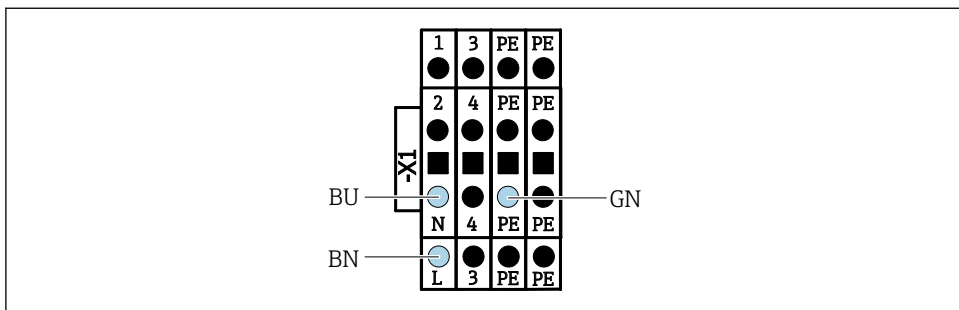 1 3 PE PE
2 4 PE PE
-X1
BU
GN
N 4 PE PE
BN
L 3 PE PE